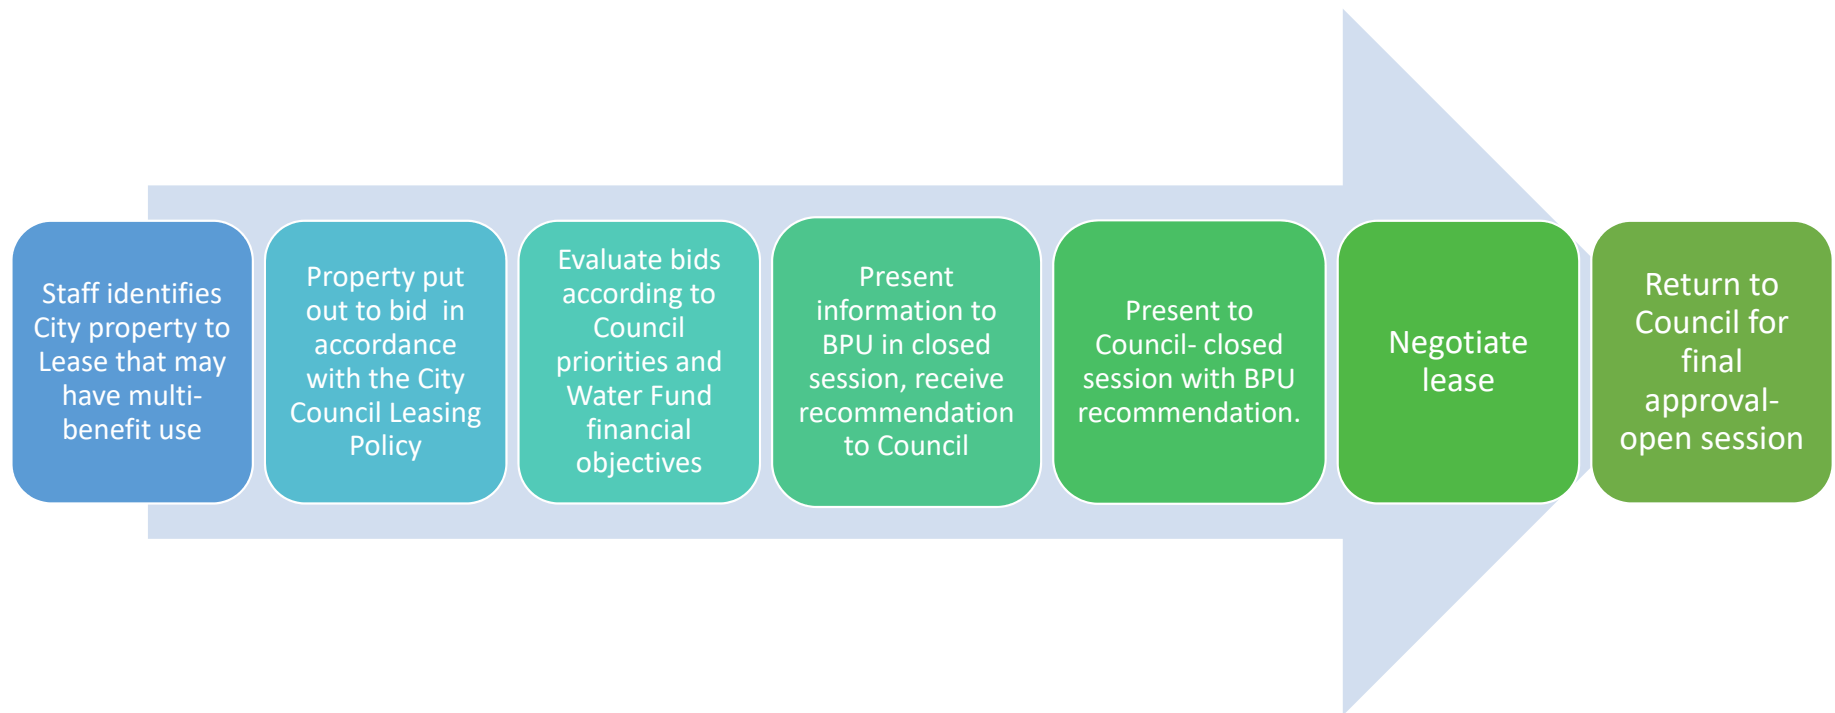 Staff identifies
City property to
Lease that may
have multi-
benefit use
Property put
out to bid  in
accordance
with the City
Council Leasing
Policy
Evaluate bids
according to
Council
priorities and
Water Fund
financial
objectives
Present
information to
BPU in closed
session, receive
recommendation
to Council
Present to
Council- closed
session with BPU
recommendation.
Negotiate
lease
Return to
Council for
final
approval-
open session